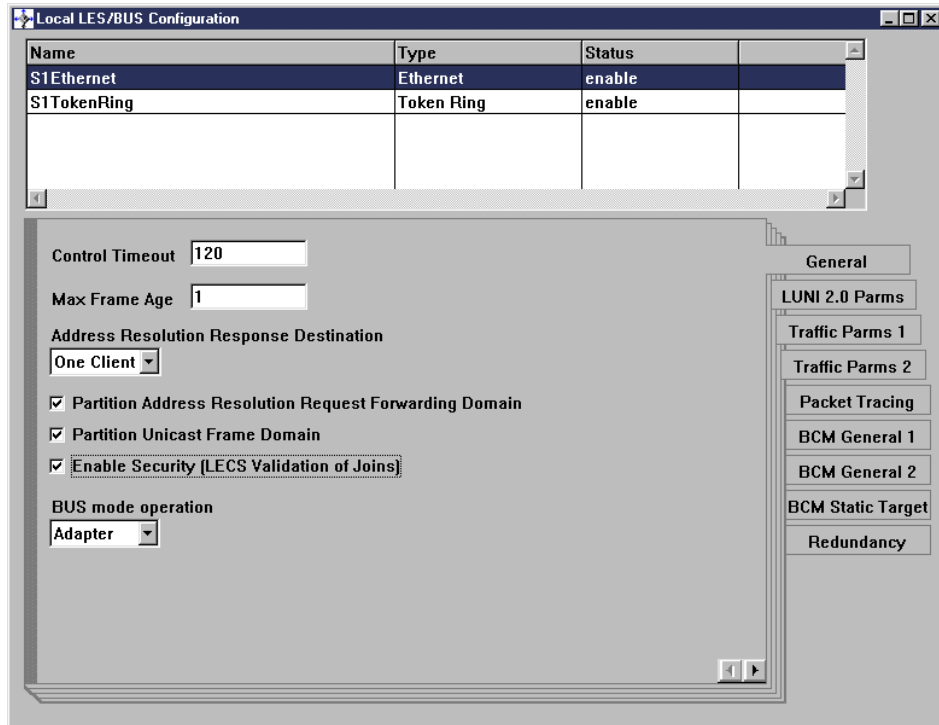 Local LES/BUS Configuration
Name Type Status
S1Ethernet Ethernet enable
S1TokenRing Token Ring enable
Control Timeout 120
Max Frame Age 1
Address Resolution Response Destination
One Client
Partition Address Resolution Request Forwarding Domain
Partition Unicast Frame Domain
Enable Security (LECS Validation of Joins)
BUS mode operation
Adapter
General
LUNI 2.0 Parms
Traffic Parms 1
Traffic Parms 2
Packet Tracing
BCM General 1
BCM General 2
BCM Static Target
Redundancy